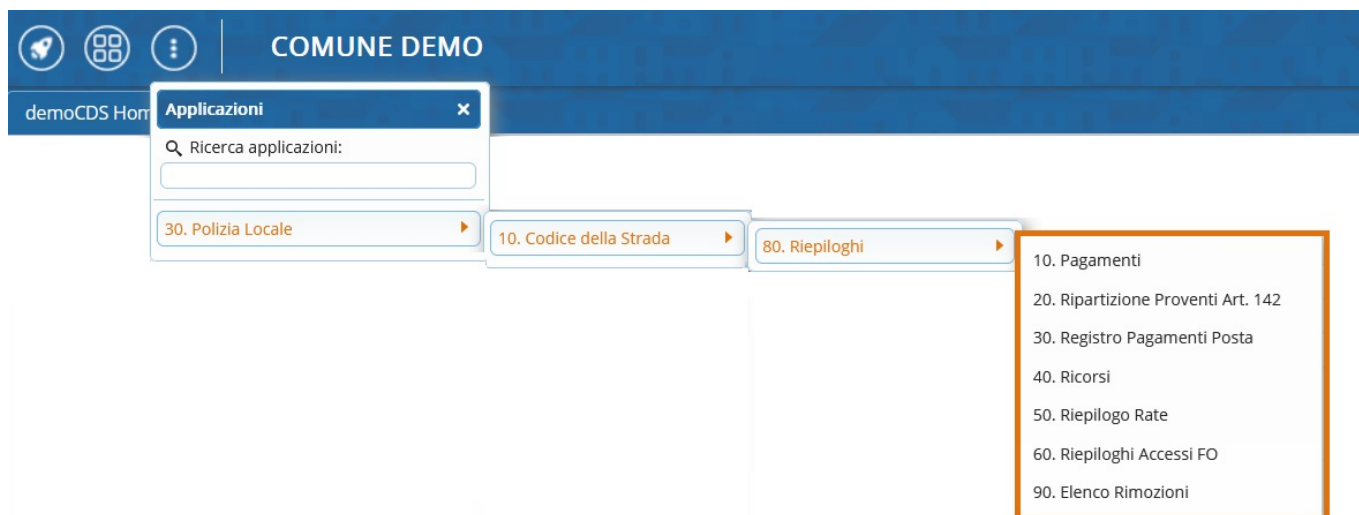 COMUNE DEMO
demoCDS Hom
Applicazioni
Ricerca applicazioni:
30. Polizia Locale
10. Codice della Strada
80. Riepiloghi
10. Pagamenti
20. Ripartizione Proventi Art. 142
30. Registro Pagamenti Posta
40. Ricorsi
50. Riepilogo Rate
60. Riepiloghi Accessi FO
90. Elenco Rimozioni